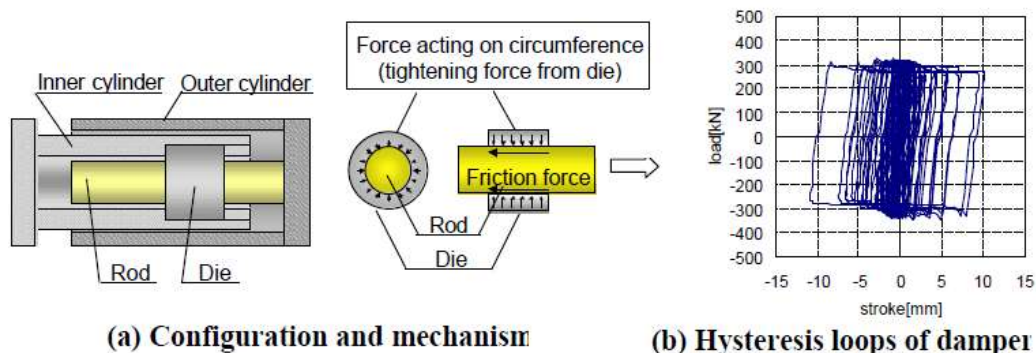 Inner cylinder
Outer cylinder
Rod
Die
Force acting on circumference
(tightening force from die)
Friction force
Rod
Die
500
400
300
200
100
0
-100
-200
-300
-400
-500
load[kN]
-15 -10 -5 0 5 10 15
stroke[mm]
(a) Configuration and mechanism
(b) Hysteresis loops of damper